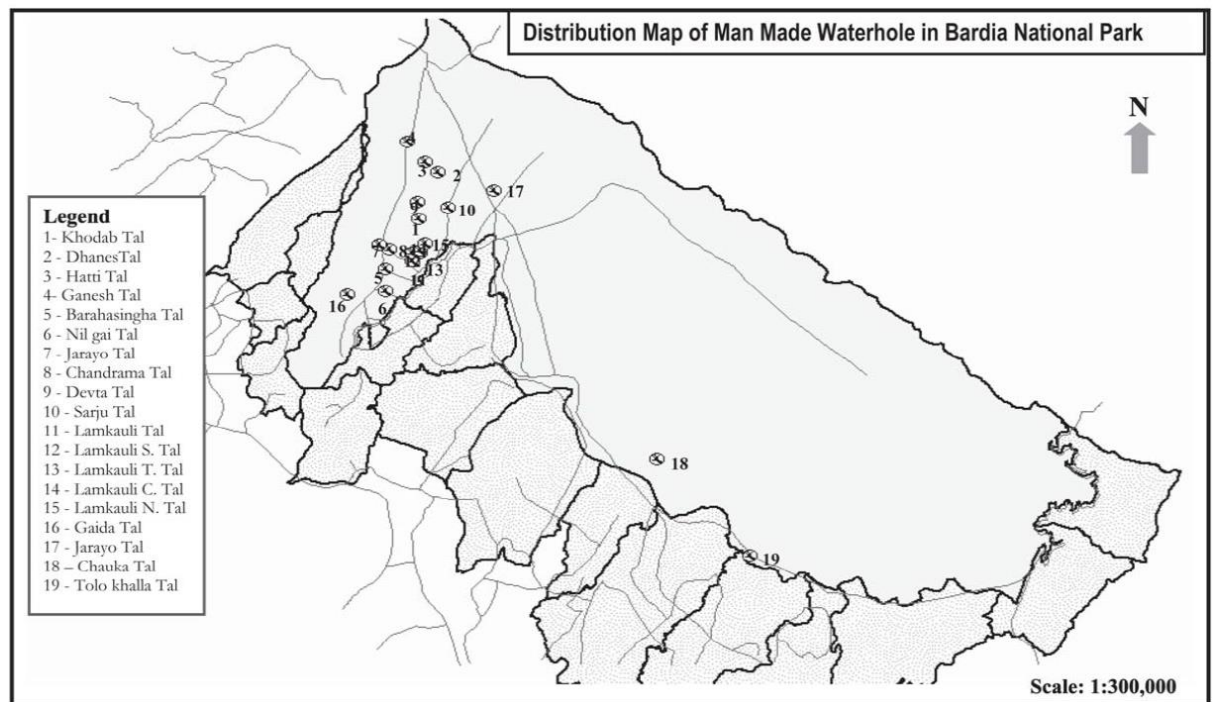 Distribution Map of Man Made Waterhole in Bardia National Park
N
4
3
2
17
9
10
1
15
7
8
13
5
16
6
18
19
Legend
1- Khodab Tal
2 - DhanesTal
3 - Hatti Tal
4- Ganesh Tal
5 - Barahasingha Tal
6 - Nil gai Tal
7 - Jarayo Tal
8 - Chandrama Tal
9 - Devta Tal
10 - Sarju Tal
11 - Lamkauli Tal
12 - Lamkauli S. Tal
13 - Lamkauli T. Tal
14 - Lamkauli C. Tal
15 - Lamkauli N. Tal
16 - Gaida Tal
17 - Jarayo Tal
18 – Chauka Tal
19 - Tolo khalla Tal
Scale: 1:300,000